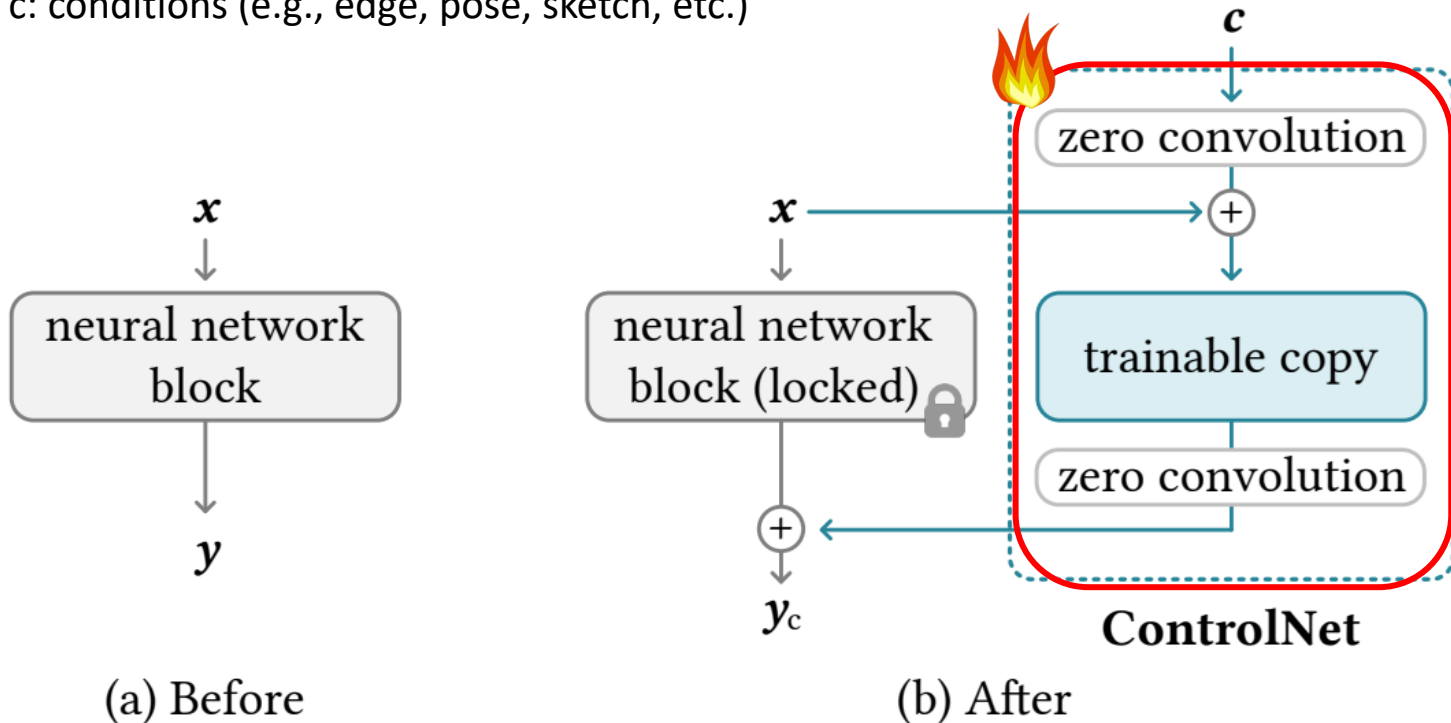 c: conditions (e.g., edge, pose, sketch, etc.)
x
neural network
block
y
(a) Before
x
neural network
block (locked)
+
y_c
c
zero convolution
+
trainable copy
zero convolution
ControlNet
(b) After